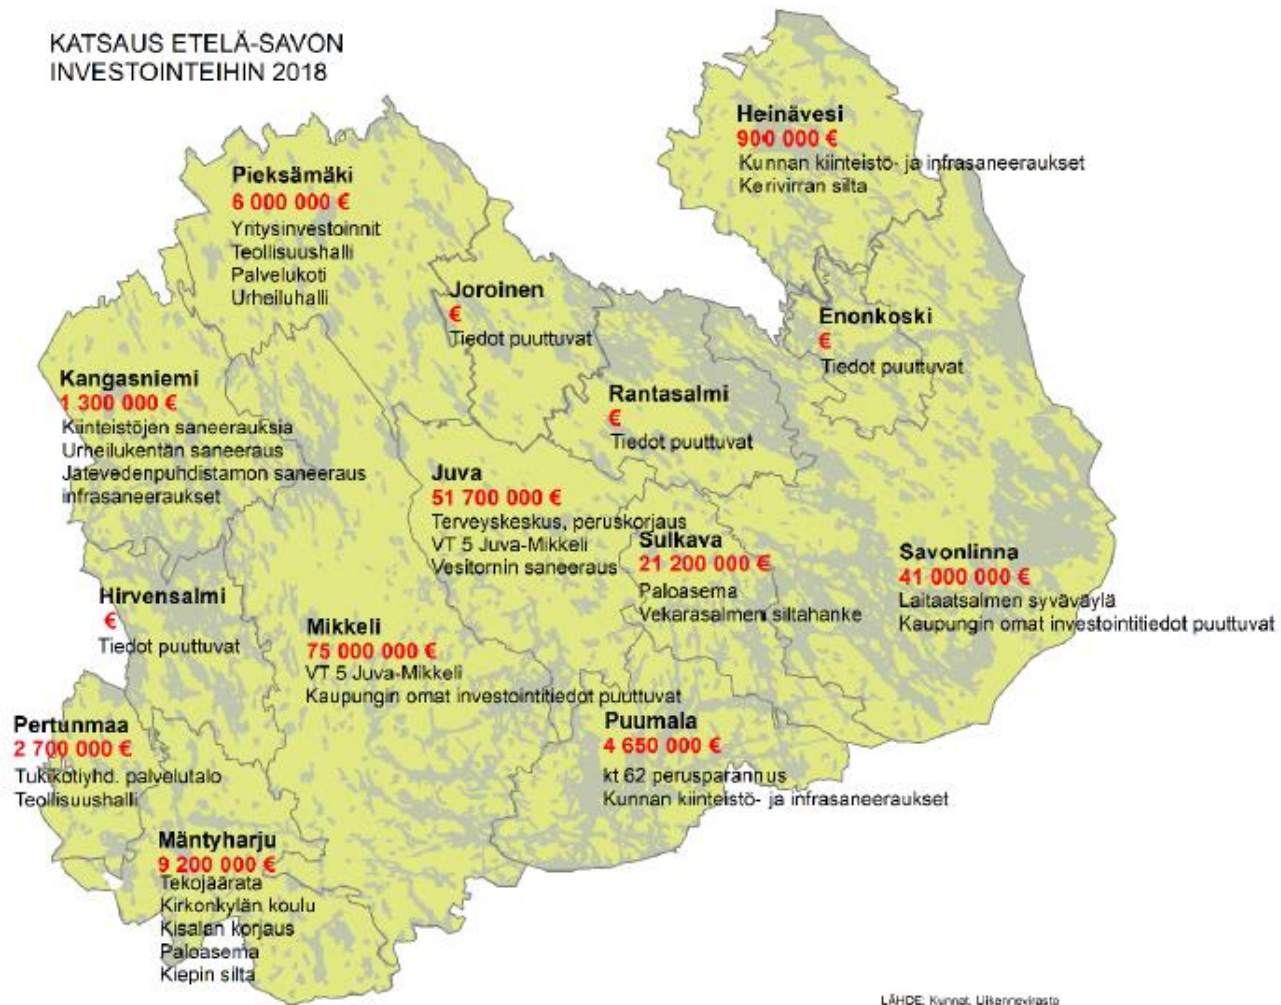 KATSAUS ETELÄ-SAVON
INVESTOINTEIHIN 2018
Heinävesi
900 000 €
Kunnan kiinteistö- ja infrasaneeraukset
Kerivirran silta
Pieksämäki
6 000 000 €
Yritysinvestoinnit
Teollisuushalli
Palvelukoti
Urheiluhalli
Joroinen
€
Tiedot puuttuvat
Enonkoski
€
Tiedot puuttuvat
Kangasniemi
1 300 000 €
Kiinteistöjen saneerauksia
Urheilukentän saneeraus
Jatevedenpuhdistamon saneeraus
infrasaneeraukset
Rantasalmi
€
Tiedot puuttuvat
Juva
51 700 000 €
Terveyskeskus, peruskorjaus
VT 5 Juva-Mikkeli
Vesitornin saneeraus
Sulkava
21 200 000 €
Paloasema
Vekarasalmen siltahanke
Savonlinna
41 000 000 €
Laitaatsalmen syväväylä
Kaupungin omat investointitiedot puuttuvat
Hirvensalmi
€
Tiedot puuttuvat
Mikkeli
75 000 000 €
VT 5 Juva-Mikkeli
Kaupungin omat investointitiedot puuttuvat
Pertunmaa
2 700 000 €
Tukikotiyhd. palvelutalo
Teollisuushalli
Puumala
4 650 000 €
kt 62 perusparannus
Kunnan kiinteistö- ja infrasaneeraukset
Mäntyharju
9 200 000 €
Tekojäärata
Kirkonkylän koulu
Kisalan korjaus
Paloasema
Kiepin silta
LÄHDE: Kunnat, Liikennevirasto